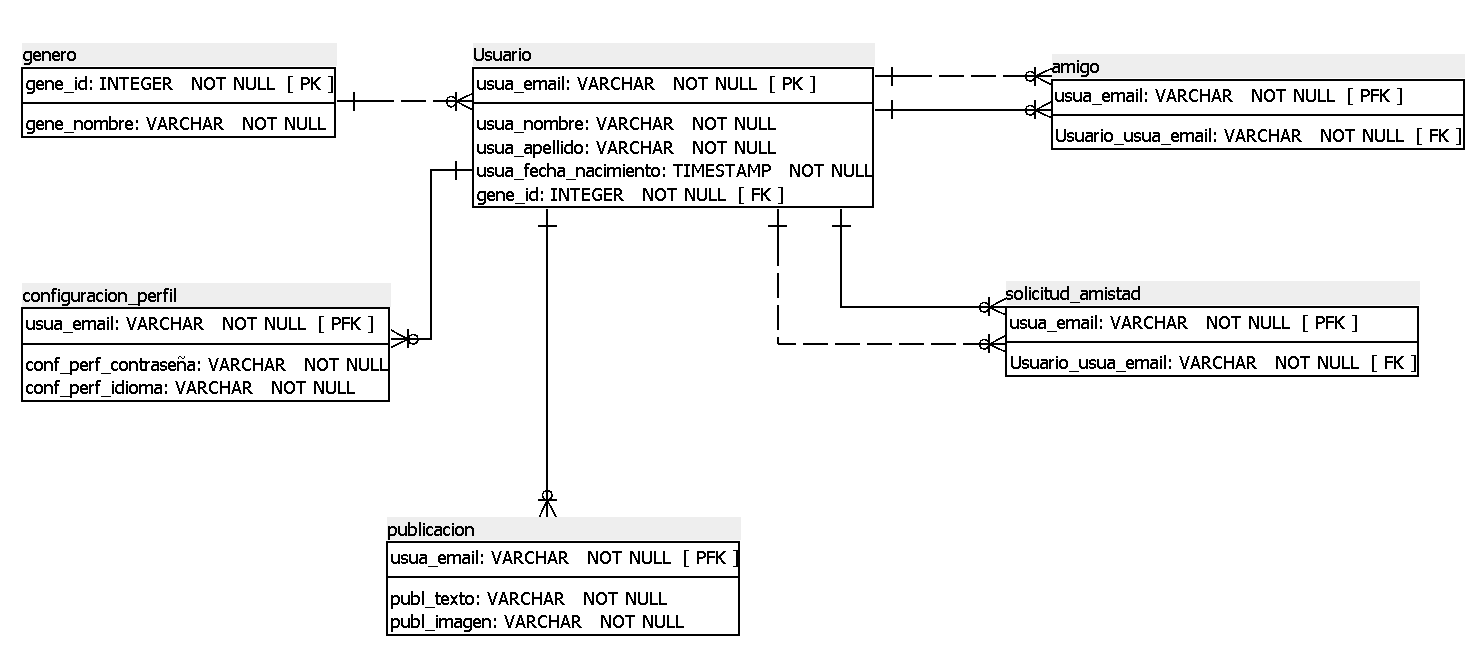 genero
gene_id: INTEGER NOT NULL [ PK ]
gene_nombre: VARCHAR NOT NULL
Usuario
usua_email: VARCHAR NOT NULL [ PK ]
usua_nombre: VARCHAR NOT NULL
usua_apellido: VARCHAR NOT NULL
usua_fecha_nacimiento: TIMESTAMP NOT NULL
gene_id: INTEGER NOT NULL [ FK ]
amigo
usua_email: VARCHAR NOT NULL [ PFK ]
Usuario_usua_email: VARCHAR NOT NULL [ FK ]
configuracion_perfil
usua_email: VARCHAR NOT NULL [ PFK ]
conf_perf_contraseña: VARCHAR NOT NULL
conf_perf_idioma: VARCHAR NOT NULL
solicitud_amistad
usua_email: VARCHAR NOT NULL [ PFK ]
Usuario_usua_email: VARCHAR NOT NULL [ FK ]
publicacion
usua_email: VARCHAR NOT NULL [ PFK ]
publ_texto: VARCHAR NOT NULL
publ_imagen: VARCHAR NOT NULL